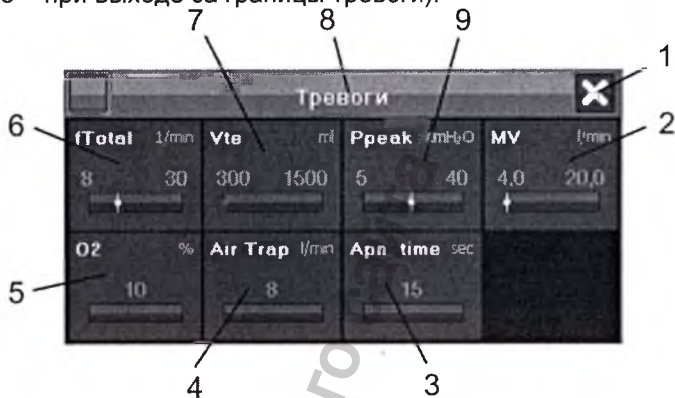 при выходе за границы тревоги).
7 8 9
1
Тревоги
6
fTotal 1/min Vte ml Ppeak cmH₂O MV l/min
2
8 30 300 1500 5 40 4,0 20,0
O2 % Air Trap l/min Apn time sec
5
10 8 15
4 3